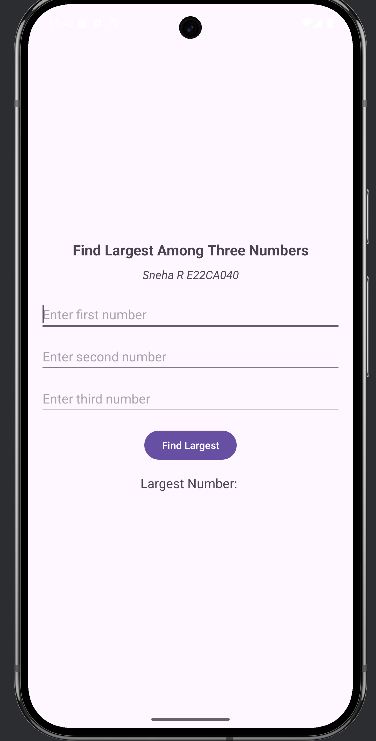 Find Largest Among Three Numbers
Sneha R E22CA040
Enter first number
Enter second number
Enter third number
Find Largest
Largest Number: